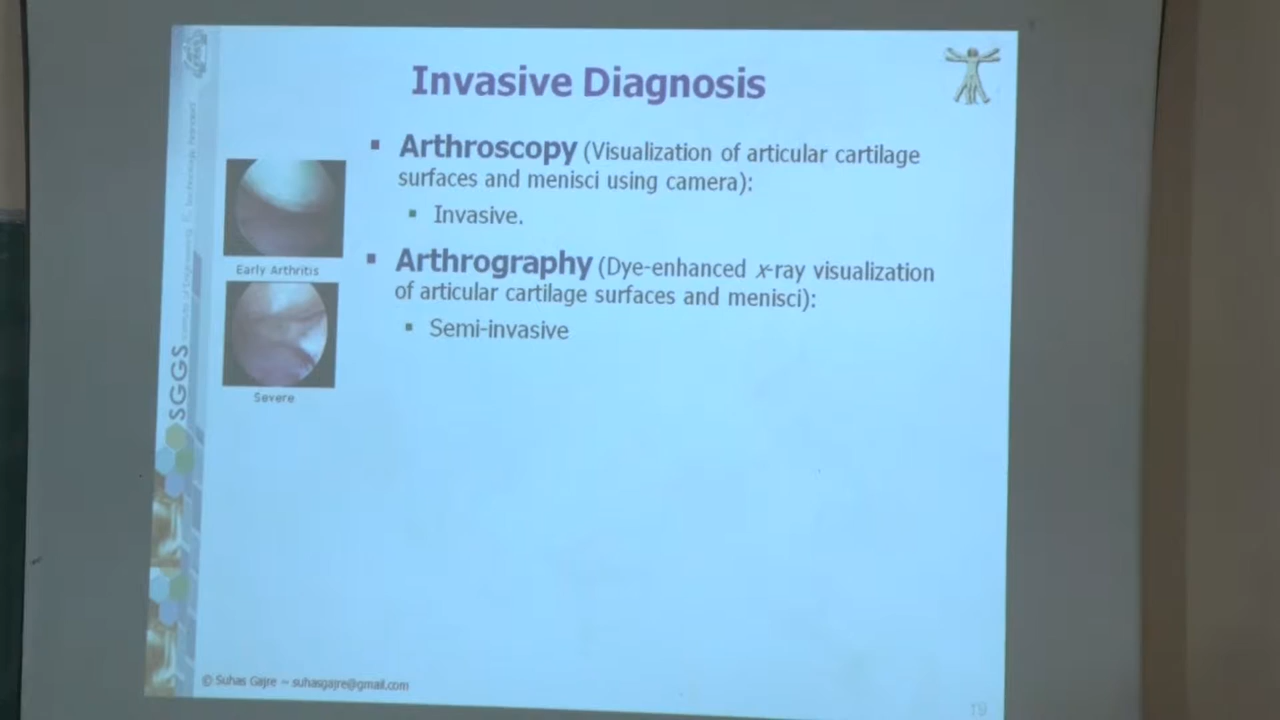 Invasive Diagnosis
Arthroscopy (Visualization of articular cartilage
surfaces and menisci using camera):
Invasive.
Arthrography (Dye-enhanced x-ray visualization
of articular cartilage surfaces and menisci):
Semi-invasive
Early Arthritis
Severe
SGGS
© Suhas Gajre – suhasgajre@gmail.com
19